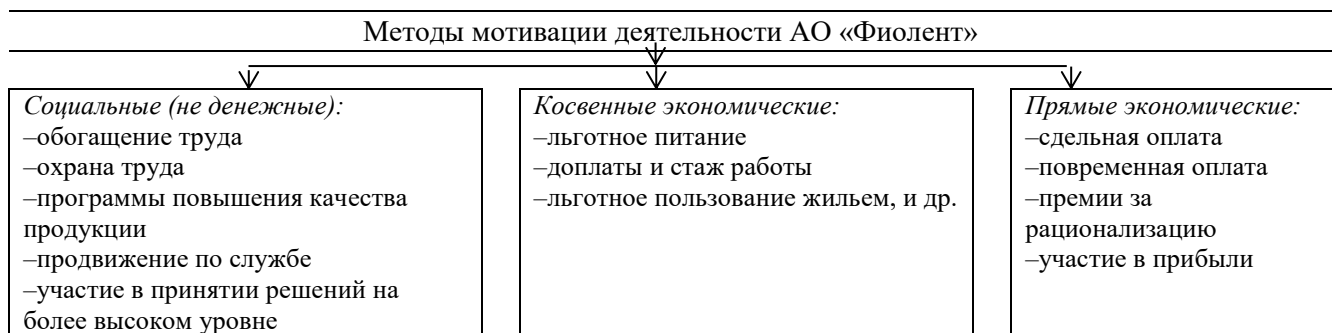 Методы мотивации деятельности АО «Фиолент»
Социальные (не денежные):
–обогащение труда
–охрана труда
–программы повышения качества
продукции
–продвижение по службе
–участие в принятии решений на
более высоком уровне
Косвенные экономические:
–льготное питание
–доплаты и стаж работы
–льготное пользование жильем, и др.
Прямые экономические:
–сдельная оплата
–повременная оплата
–премии за
рационализацию
–участие в прибыли